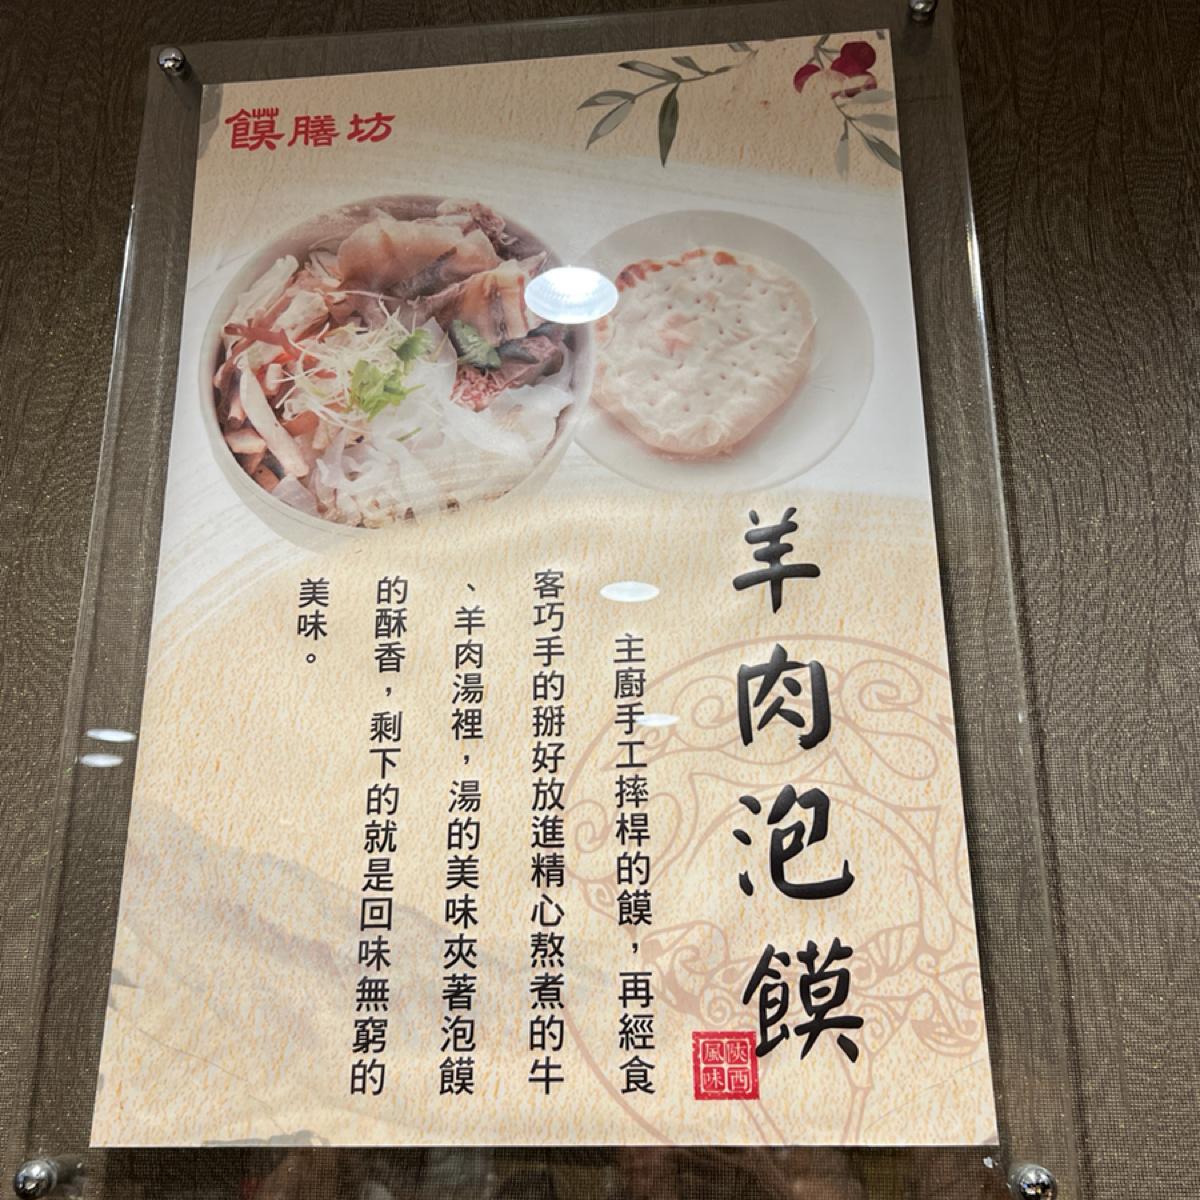 饃膳坊
羊肉泡饃
陝西風味
主廚手工摔桿的饃，再經食
客巧手的掰好放進精心熬煮的牛
、羊肉湯裡，湯的美味夾著泡饃
的酥香，剩下的就是回味無窮的
美味。